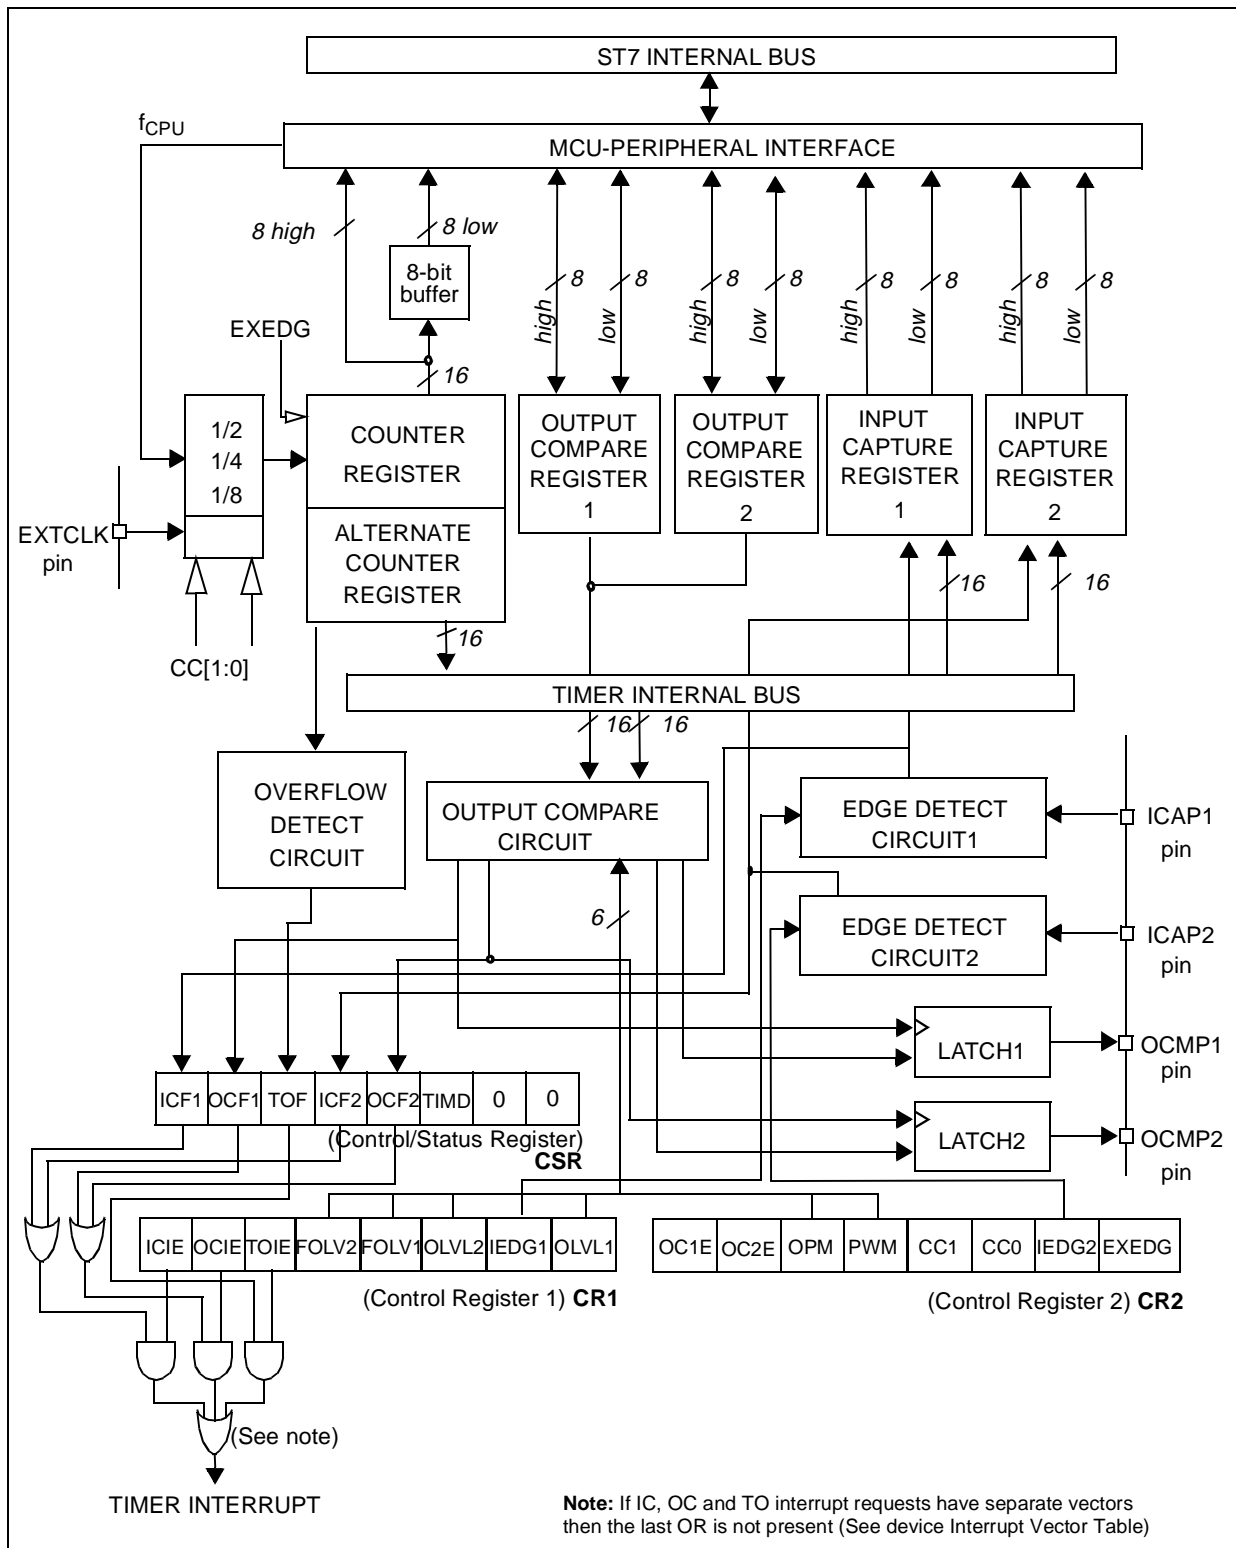 ST7 INTERNAL BUS
fCPU
MCU-PERIPHERAL INTERFACE
8 high
8 low
8-bit
buffer
8
8
8
8
8
8
8
8
high
low
high
low
high
low
high
low
EXEDG
16
1/2
1/4
1/8
COUNTER
REGISTER
OUTPUT
COMPARE
REGISTER
1
OUTPUT
COMPARE
REGISTER
2
INPUT
CAPTURE
REGISTER
1
INPUT
CAPTURE
REGISTER
2
EXTCLK
pin
ALTERNATE
COUNTER
REGISTER
16
16
16
CC[1:0]
TIMER INTERNAL BUS
16
16
OVERFLOW
DETECT
CIRCUIT
OUTPUT COMPARE
CIRCUIT
EDGE DETECT
CIRCUIT1
ICAP1
pin
6
EDGE DETECT
CIRCUIT2
ICAP2
pin
LATCH1
OCMP1
pin
LATCH2
OCMP2
pin
ICF1 OCF1 TOF ICF2 OCF2 TIMD 0 0
(Control/Status Register)
CSR
ICIE OCIE TOIE FOLV2 FOLV1 OLVL2 IEDG1 OLVL1
(Control Register 1) CR1
OC1E OC2E OPM PWM CC1 CC0 IEDG2 EXEDG
(Control Register 2) CR2
(See note)
TIMER INTERRUPT
Note: If IC, OC and TO interrupt requests have separate vectors
then the last OR is not present (See device Interrupt Vector Table)